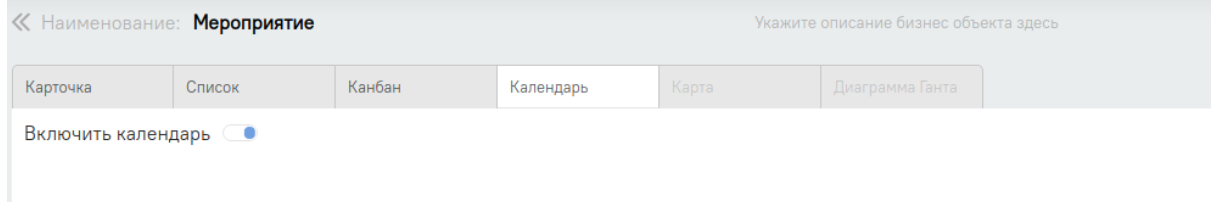 Наименование: Мероприятие Укажите описание бизнес объекта здесь
Карточка Список Канбан Календарь Карта Диаграмма Ганта
Включить календарь